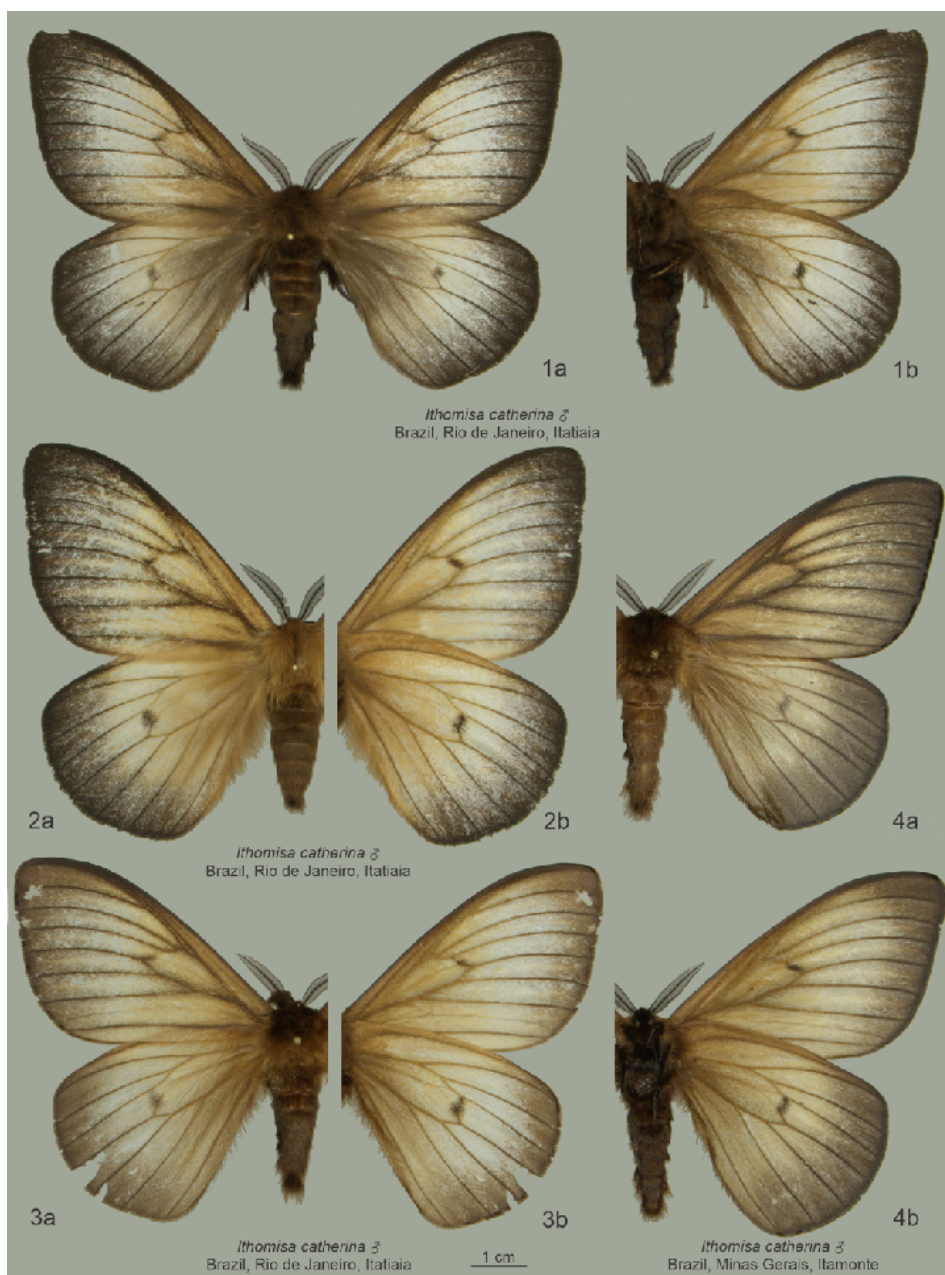 1a
1b
Ithomisa catherina ♂
Brazil, Rio de Janeiro, Itatiaia
2a
2b
4a
Ithomisa catherina ♂
Brazil, Rio de Janeiro, Itatiaia
3a
3b
4b
Ithomisa catherina ♂
Brazil, Rio de Janeiro, Itatiaia
1 cm
Ithomisa catherina ♂
Brazil, Minas Gerais, Itamonte